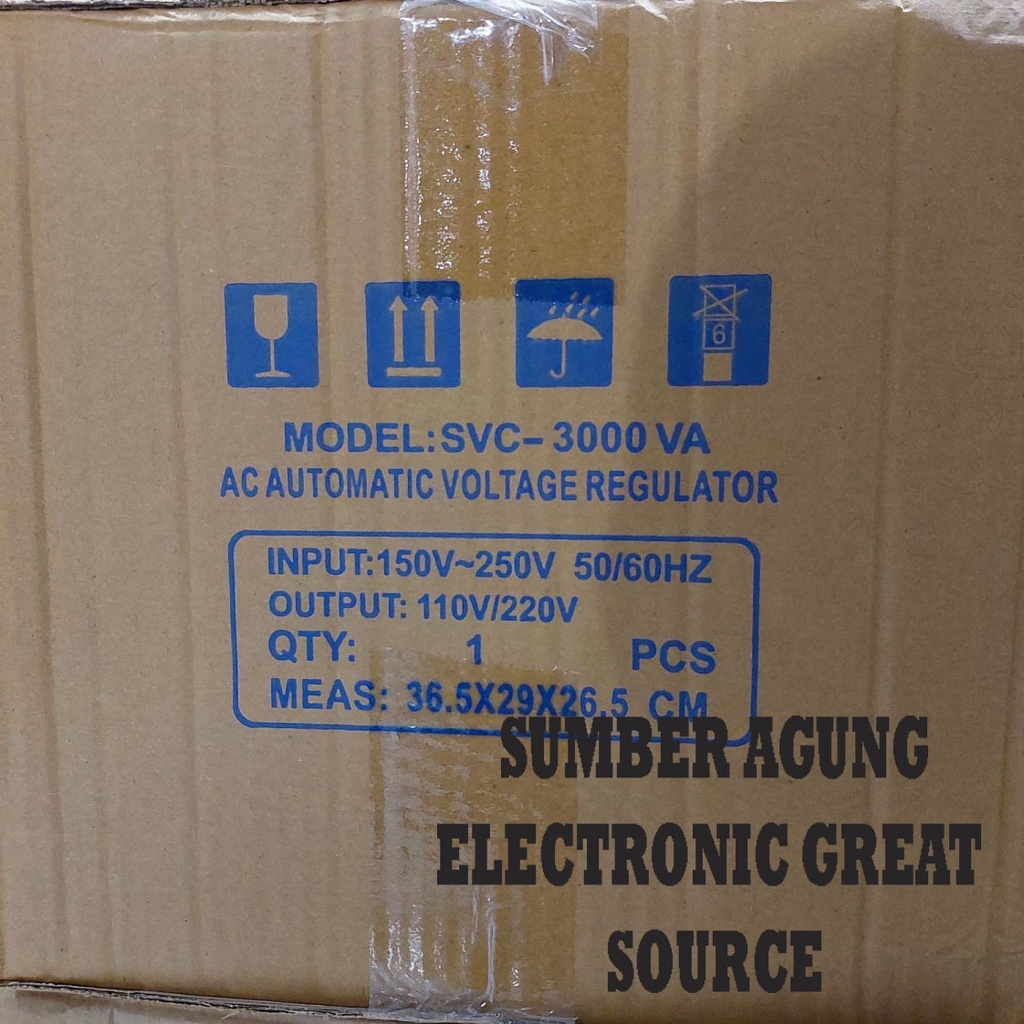 6
MODEL:SVC-3000 VA
AC AUTOMATIC VOLTAGE REGULATOR
INPUT:150V~250V 50/60HZ
OUTPUT: 110V/220V
QTY: 1 PCS
MEAS: 36.5X29X26.5 CM
SUMBER AGUNG
ELECTRONIC GREAT
SOURCE